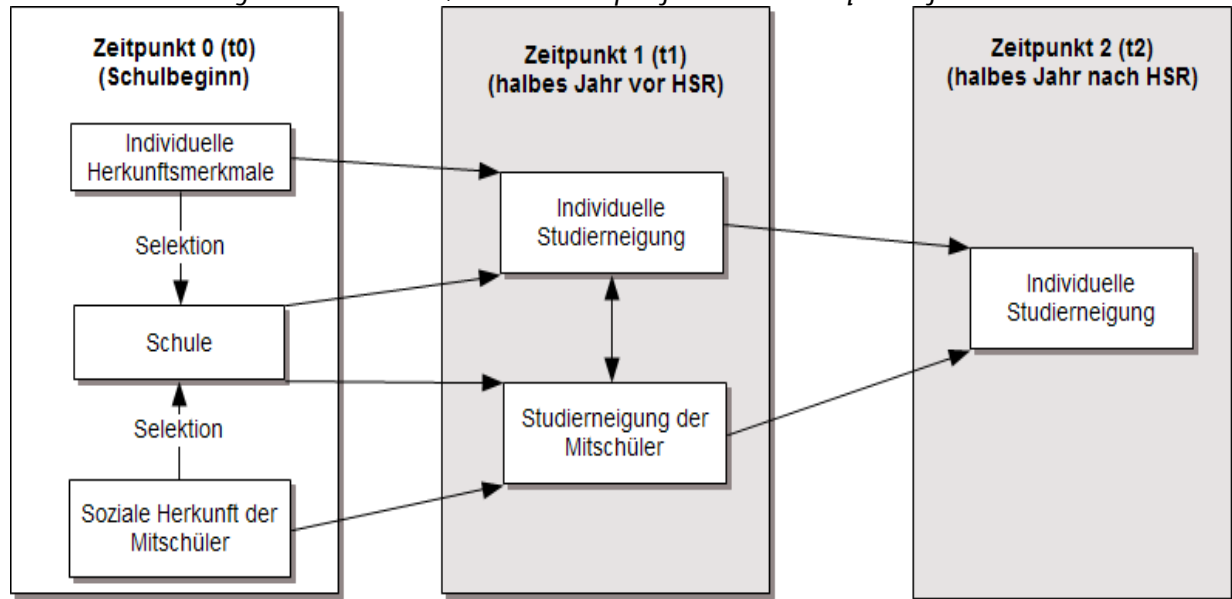 Zeitpunkt 0 (t0)
(Schulbeginn)
Individuelle
Herkunftsmerkmale
Selektion
Schule
Selektion
Soziale Herkunft der
Mitschüler
Zeitpunkt 1 (t1)
(halbes Jahr vor HSR)
Individuelle
Studierneigung
Studierneigung der
Mitschüler
Zeitpunkt 2 (t2)
(halbes Jahr nach HSR)
Individuelle
Studierneigung